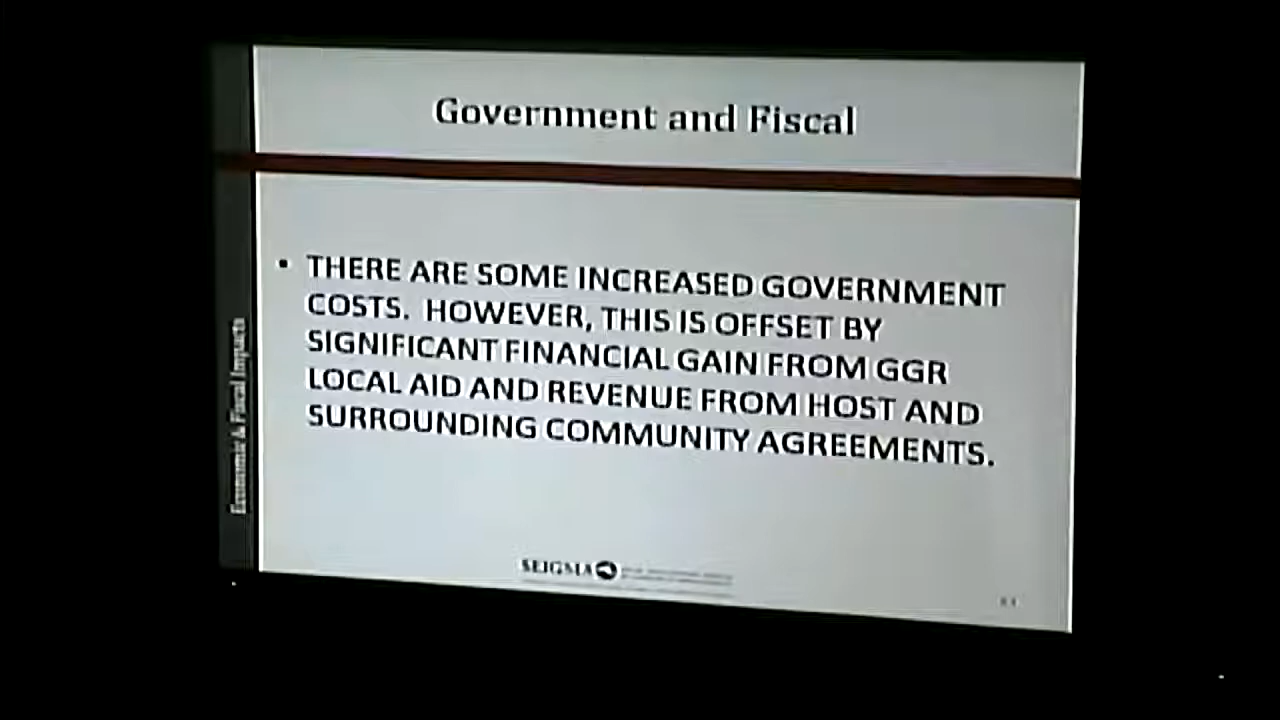 Government and Fiscal
• THERE ARE SOME INCREASED GOVERNMENT
COSTS. HOWEVER, THIS IS OFFSET BY
SIGNIFICANT FINANCIAL GAIN FROM GGR
LOCAL AID AND REVENUE FROM HOST AND
SURROUNDING COMMUNITY AGREEMENTS.
Economic & Fiscal Impacts
SEIGMA